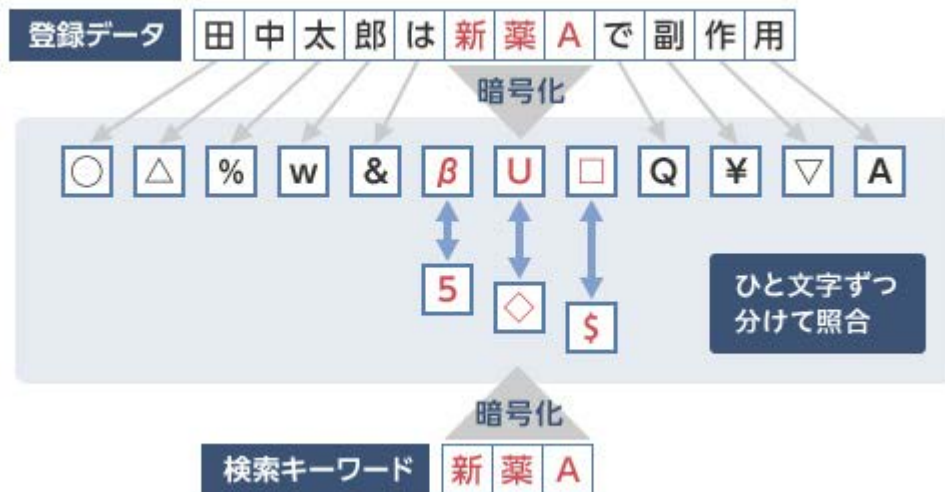 登録データ 田中太郎は新薬Aで副作用
暗号化
○ △ % w & β U □ Q ¥ ▽ A
5 ◇ $
ひと文字ずつ
分けて照合
暗号化
検索キーワード 新薬A